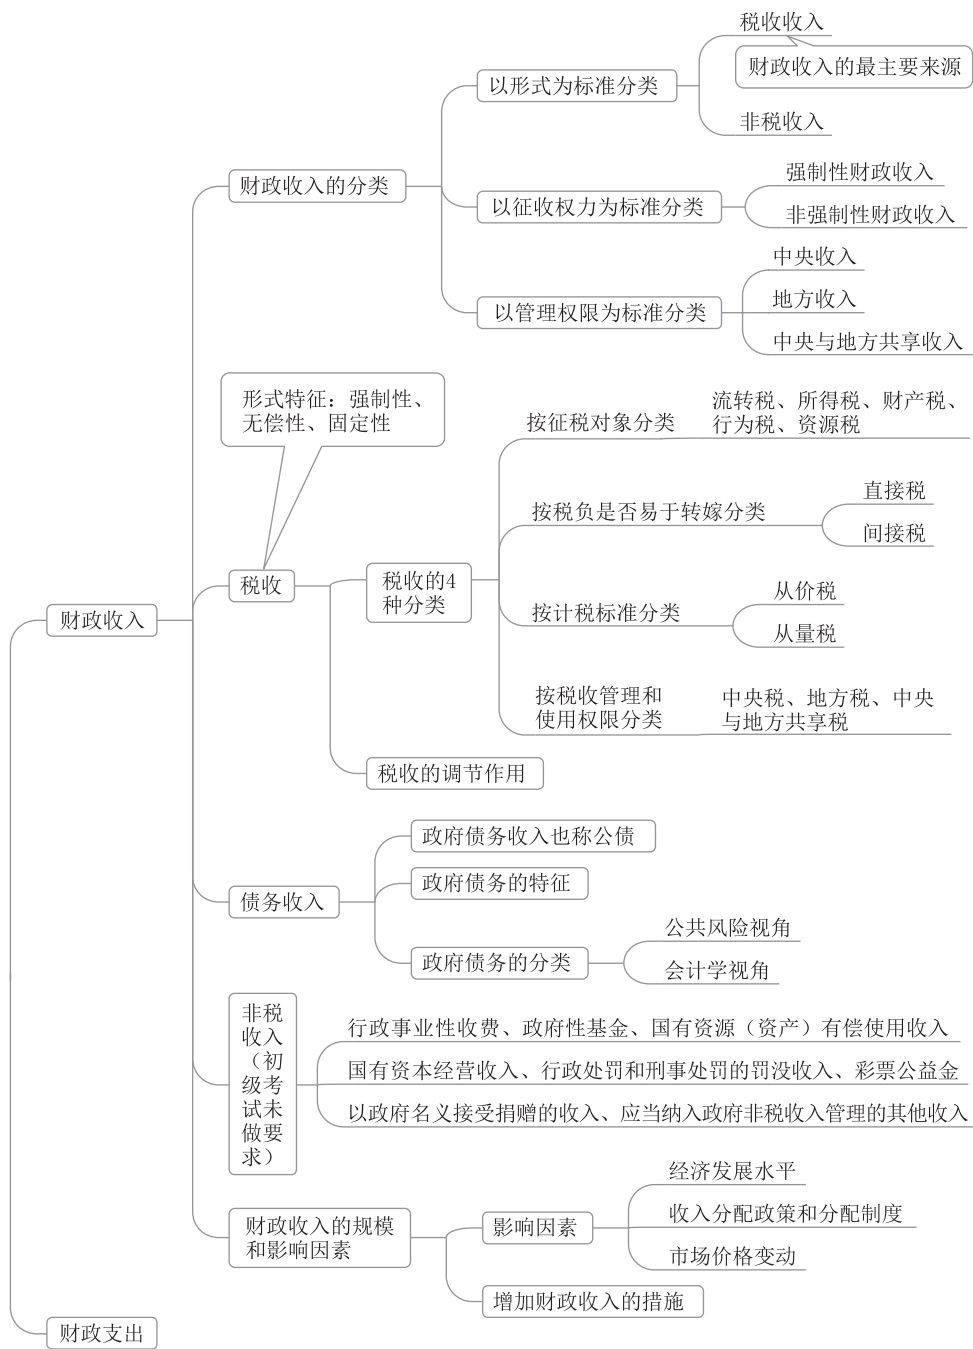 税收收入
财政收入的最主要来源
以形式为标准分类
非税收入
财政收入的分类
强制性财政收入
以征收权力为标准分类
非强制性财政收入
中央收入
以管理权限为标准分类
地方收入
中央与地方共享收入
形式特征：强制性、
无偿性、固定性
按征税对象分类
流转税、所得税、财产税、
行为税、资源税
按税负是否易于转嫁分类
直接税
间接税
税收
税收的4
种分类
按计税标准分类
从价税
从量税
财政收入
按税收管理和
使用权限分类
中央税、地方税、中央
与地方共享税
税收的调节作用
政府债务收入也称公债
政府债务的特征
债务收入
政府债务的分类
公共风险视角
会计学视角
非税
收入
（初
级考
试未
做要
求）
行政事业性收费、政府性基金、国有资源（资产）有偿使用收入
国有资本经营收入、行政处罚和刑事处罚的罚没收入、彩票公益金
以政府名义接受捐赠的收入、应当纳入政府非税收入管理的其他收入
财政收入的规模
和影响因素
影响因素
经济发展水平
收入分配政策和分配制度
市场价格变动
增加财政收入的措施
财政支出